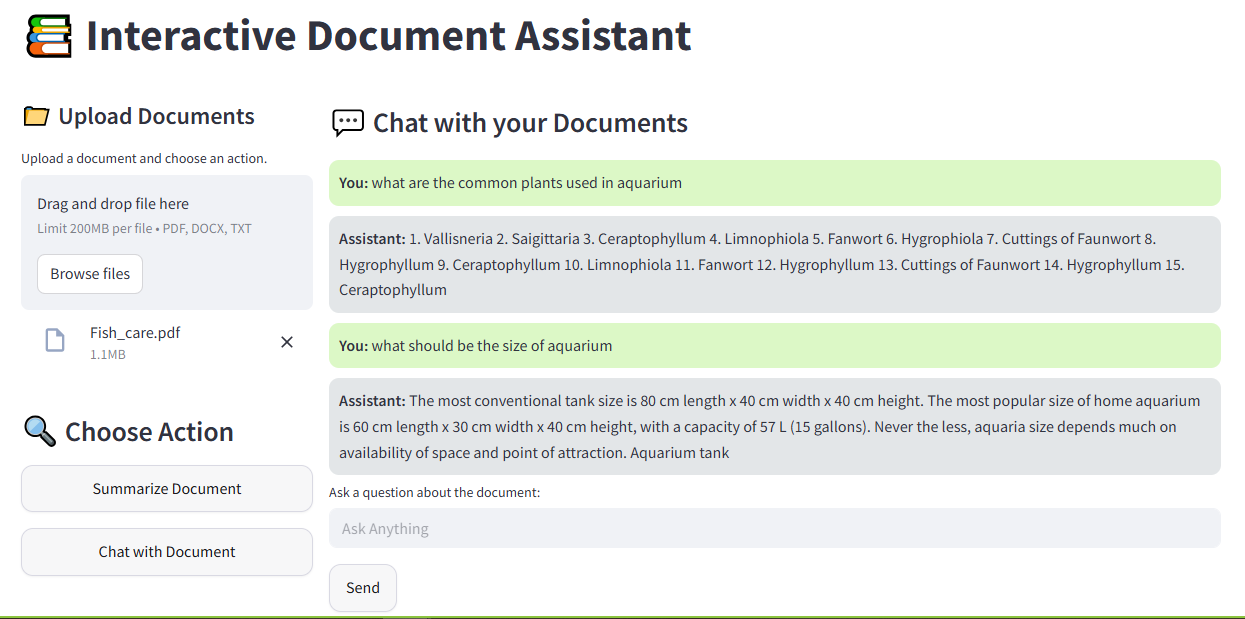 Interactive Document Assistant
Upload Documents
Upload a document and choose an action.
Drag and drop file here
Limit 200MB per file • PDF, DOCX, TXT
Browse files
Fish_care.pdf
1.1MB
Choose Action
Summarize Document
Chat with Document
Chat with your Documents
You: what are the common plants used in aquarium
Assistant: 1. Vallisneria 2. Saigittaria 3. Ceraptophyllum 4. Limnophiola 5. Fanwort 6. Hygrophiola 7. Cuttings of Faunwort 8.
Hygrophyllum 9. Ceraptophyllum 10. Limnophiola 11. Fanwort 12. Hygrophyllum 13. Cuttings of Faunwort 14. Hygrophyllum 15.
Ceraptophyllum
You: what should be the size of aquarium
Assistant: The most conventional tank size is 80 cm length x 40 cm width x 40 cm height. The most popular size of home aquarium
is 60 cm length x 30 cm width x 40 cm height, with a capacity of 57 L (15 gallons). Never the less, aquaria size depends much on
availability of space and point of attraction. Aquarium tank
Ask a question about the document:
Ask Anything
Send